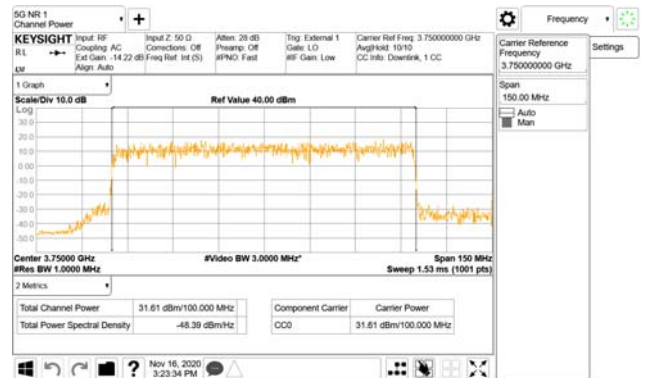 5G NR 1
Channel Power
+
Frequency
KEYSIGHT
RL
Input: RF
Coupling: AC
Ext Gain: -14.22 dB
Align: Auto
Input Z: 50 Ω
Corrections: Off
Freq Ref: Int (S)
Atten: 28 dB
Preamp: Off
#PNO: Fast
Trig: External 1
Gate: LO
#IF Gain: Low
Carrier Ref Freq: 3.750000000 GHz
Avg|Hold: 10/10
CC Info: Downlink, 1 CC
Carrier Reference
Frequency
3.750000000 GHz
Settings
Span
150.00 MHz
Auto
Man
1 Graph
Scale/Div 10.0 dB
Ref Value 40.00 dBm
Log
30.0
20.0
10.0
0.00
-10.0
-20.0
-30.0
-40.0
-50.0
Center 3.75000 GHz
#Video BW 3.0000 MHz*
Span 150 MHz
#Res BW 1.0000 MHz
Sweep 1.53 ms (1001 pts)
2 Metrics
Total Channel Power 31.61 dBm/100.000 MHz
Total Power Spectral Density -48.39 dBm/Hz
Component Carrier Carrier Power
CC0 31.61 dBm/100.000 MHz
?
Nov 16, 2020
3:23:34 PM